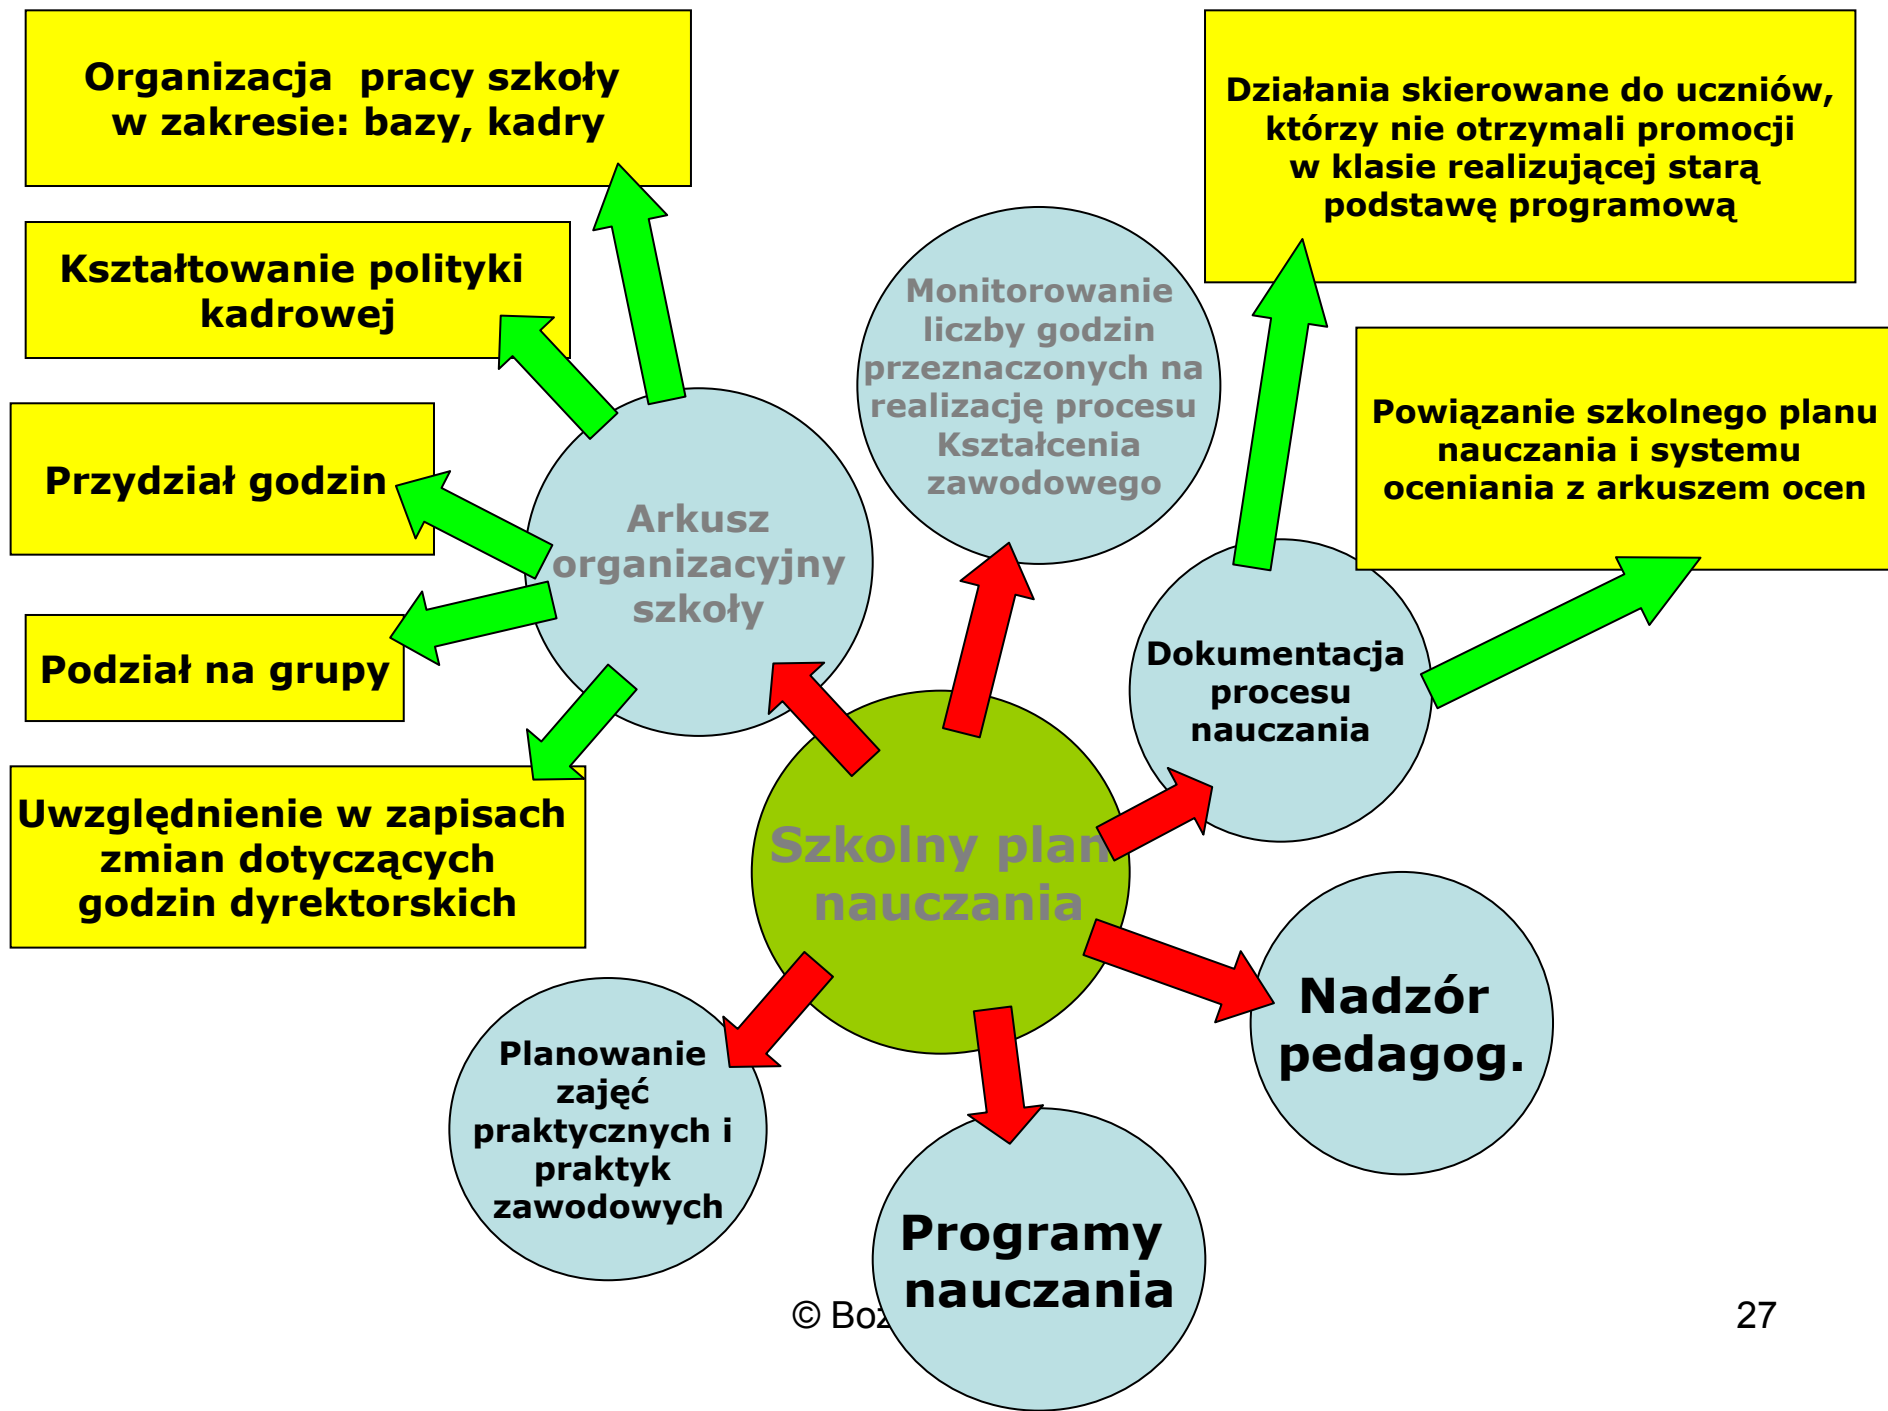 Organizacja pracy szkoły
w zakresie: bazy, kadry
Kształtowanie polityki
kadrowej
Przydział godzin
Podział na grupy
Uwzględnienie w zapisach
zmian dotyczących
godzin dyrektorskich
Arkusz
organizacyjny
szkoły
Monitorowanie
liczby godzin
przeznaczonych na
realizację procesu
Kształcenia
zawodowego
Działania skierowane do uczniów,
którzy nie otrzymali promocji
w klasie realizującej starą
podstawę programową
Powiązanie szkolnego planu
nauczania i systemu
oceniania z arkuszem ocen
Dokumentacja
procesu
nauczania
Szkolny plan
nauczania
Nadzór
pedagog.
Planowanie
zajęć
praktycznych i
praktyk
zawodowych
Programy
nauczania
©
27